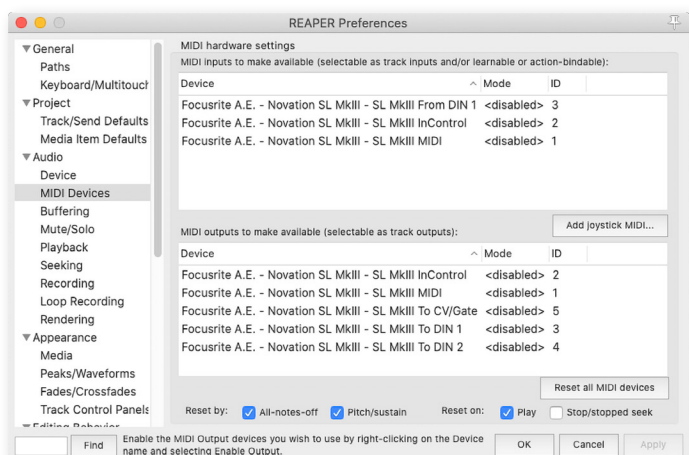 REAPER Preferences
General
Paths
Keyboard/Multitouch
Project
Track/Send Defaults
Media Item Defaults
Audio
Device
MIDI Devices
Buffering
Mute/Solo
Playback
Seeking
Recording
Loop Recording
Rendering
Appearance
Media
Peaks/Waveforms
Fades/Crossfades
Track Control Panels
Editing Behavior
Find
MIDI hardware settings
MIDI inputs to make available (selectable as track inputs and/or learnable or action-bindable):
Device Mode ID
Focusrite A.E. - Novation SL MkIII - SL MkIII From DIN 1 <disabled> 3
Focusrite A.E. - Novation SL MkIII - SL MkIII InControl <disabled> 2
Focusrite A.E. - Novation SL MkIII - SL MkIII MIDI <disabled> 1
Add joystick MIDI...
MIDI outputs to make available (selectable as track outputs):
Device Mode ID
Focusrite A.E. - Novation SL MkIII - SL MkIII InControl <disabled> 2
Focusrite A.E. - Novation SL MkIII - SL MkIII MIDI <disabled> 1
Focusrite A.E. - Novation SL MkIII - SL MkIII To CV/Gate <disabled> 5
Focusrite A.E. - Novation SL MkIII - SL MkIII To DIN 1 <disabled> 3
Focusrite A.E. - Novation SL MkIII - SL MkIII To DIN 2 <disabled> 4
Reset all MIDI devices
Reset by: All-notes-off Pitch/sustain Reset on: Play Stop/stopped seek
Enable the MIDI Output devices you wish to use by right-clicking on the Device
name and selecting Enable Output.
OK Cancel Apply